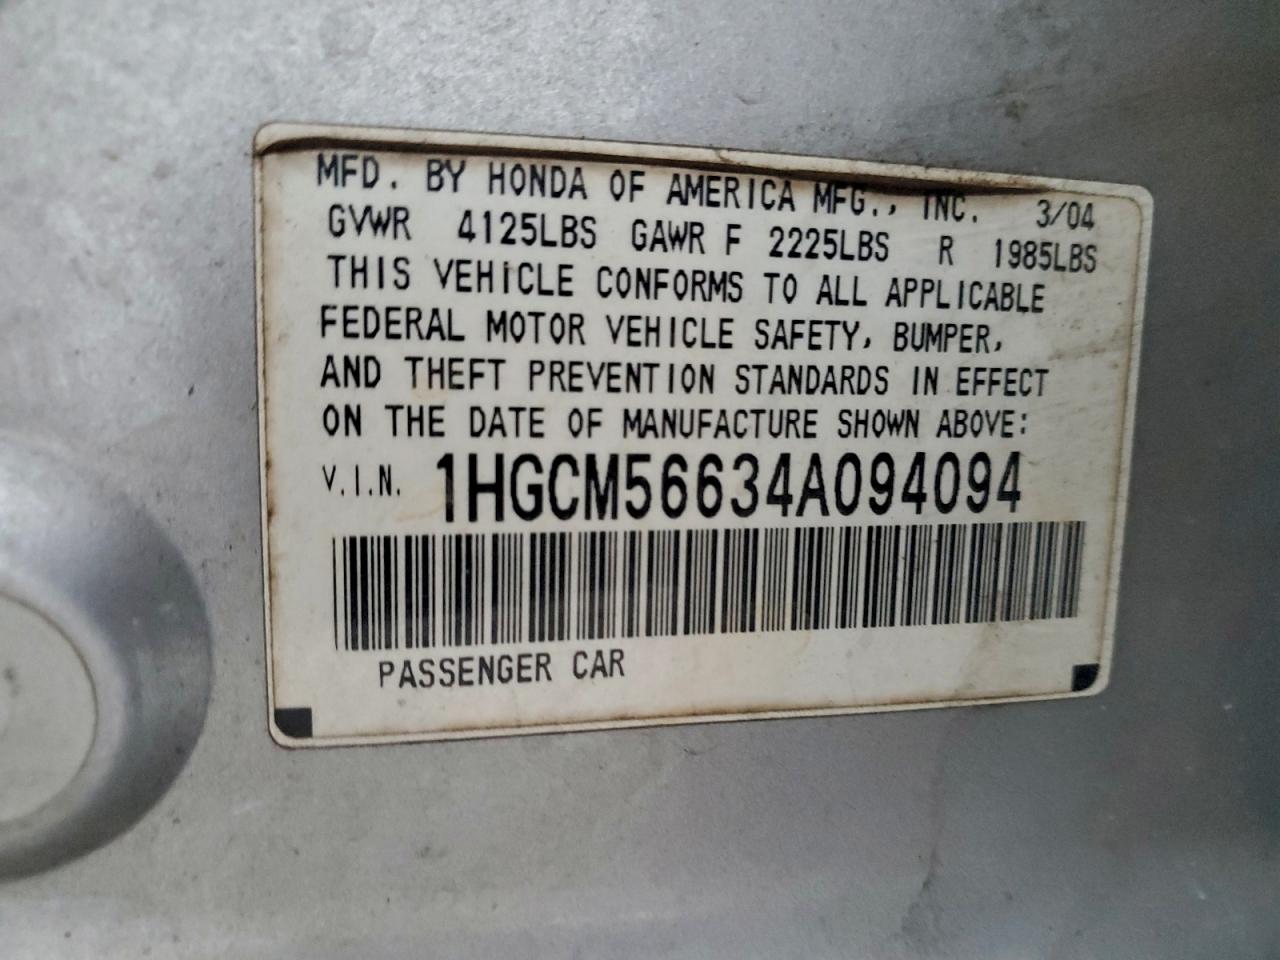 MFD. BY HONDA OF AMERICA MFG., INC. 3/04
GVWR 4125LBS GAWR F 2225LBS R 1985LBS
THIS VEHICLE CONFORMS TO ALL APPLICABLE
FEDERAL MOTOR VEHICLE SAFETY, BUMPER,
AND THEFT PREVENTION STANDARDS IN EFFECT
ON THE DATE OF MANUFACTURE SHOWN ABOVE:
V.I.N. 1HGCM56634A094094
PASSENGER CAR